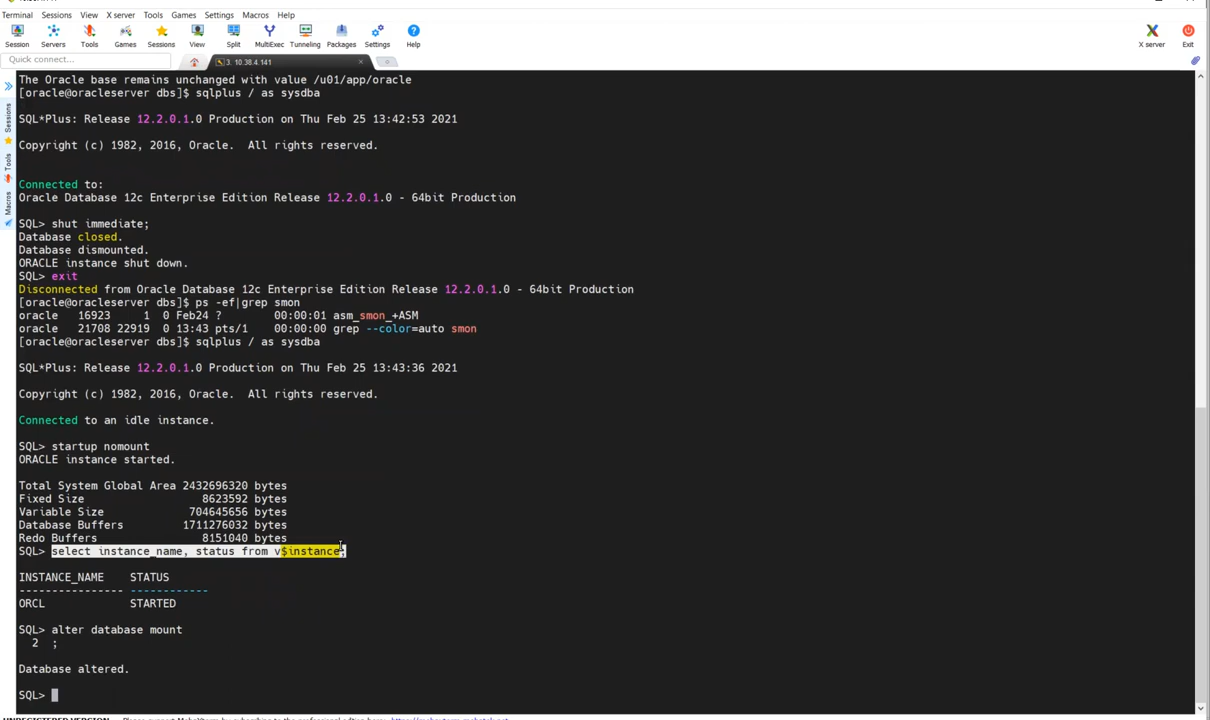 Terminal Sessions View X server Tools Games Settings Macros Help
Session Servers Tools Games Sessions View Split MultiExec Tunneling Packages Settings Help X server Exit
Quick connect...
3. 10.38.4.141
Sessions
Tools
Macros
The Oracle base remains unchanged with value /u01/app/oracle
[oracle@oracleserver dbs]$ sqlplus / as sysdba
SQL*Plus: Release 12.2.0.1.0 Production on Thu Feb 25 13:42:53 2021
Copyright (c) 1982, 2016, Oracle.  All rights reserved.
Connected to:
Oracle Database 12c Enterprise Edition Release 12.2.0.1.0 - 64bit Production
SQL> shut immediate;
Database closed.
Database dismounted.
ORACLE instance shut down.
SQL> exit
Disconnected from Oracle Database 12c Enterprise Edition Release 12.2.0.1.0 - 64bit Production
[oracle@oracleserver dbs]$ ps -ef|grep smon
oracle   16923     1  0 Feb24 ?        00:00:01 asm_smon_+ASM
oracle   21708 22919  0 13:43 pts/1    00:00:00 grep --color=auto smon
[oracle@oracleserver dbs]$ sqlplus / as sysdba
SQL*Plus: Release 12.2.0.1.0 Production on Thu Feb 25 13:43:36 2021
Copyright (c) 1982, 2016, Oracle.  All rights reserved.
Connected to an idle instance.
SQL> startup nomount
ORACLE instance started.
Total System Global Area 2432696320 bytes
Fixed Size                  8623592 bytes
Variable Size             704645656 bytes
Database Buffers         1711276032 bytes
Redo Buffers                8151040 bytes
SQL> select instance_name, status from v$instance;
INSTANCE_NAME    STATUS
---------------- ------------
ORCL             STARTED
SQL> alter database mount
2  ;
Database altered.
SQL>